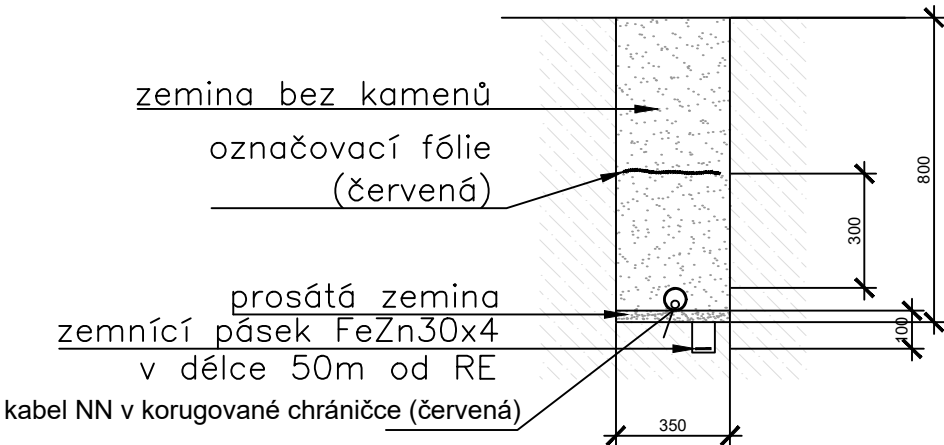 zemina bez kamenů
označovací fólie
(červená)
prosátá zemina
zemnící pásek FeZn30x4
v délce 50m od RE
kabel NN v korugované chráničce (červená)
800
300
100
350